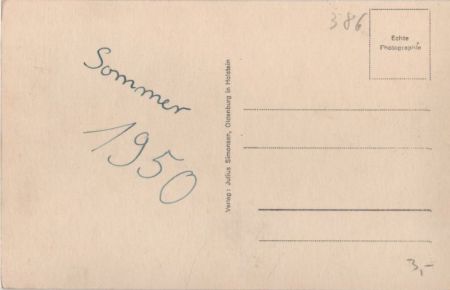 386
Echte
Photographie
Sommer
1950
Verlag: Julius Simonsen, Oldenburg in Holstein
3,-